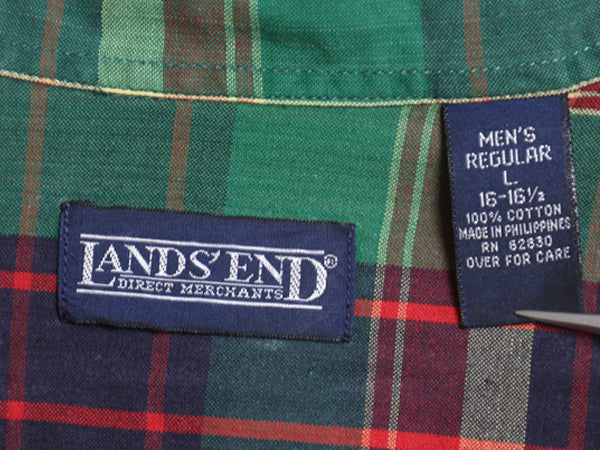 LANDS' END®
DIRECT MERCHANTS
MEN'S
REGULAR
L
16-16½
100% COTTON
MADE IN PHILIPPINES
RN 62830
OVER FOR CARE